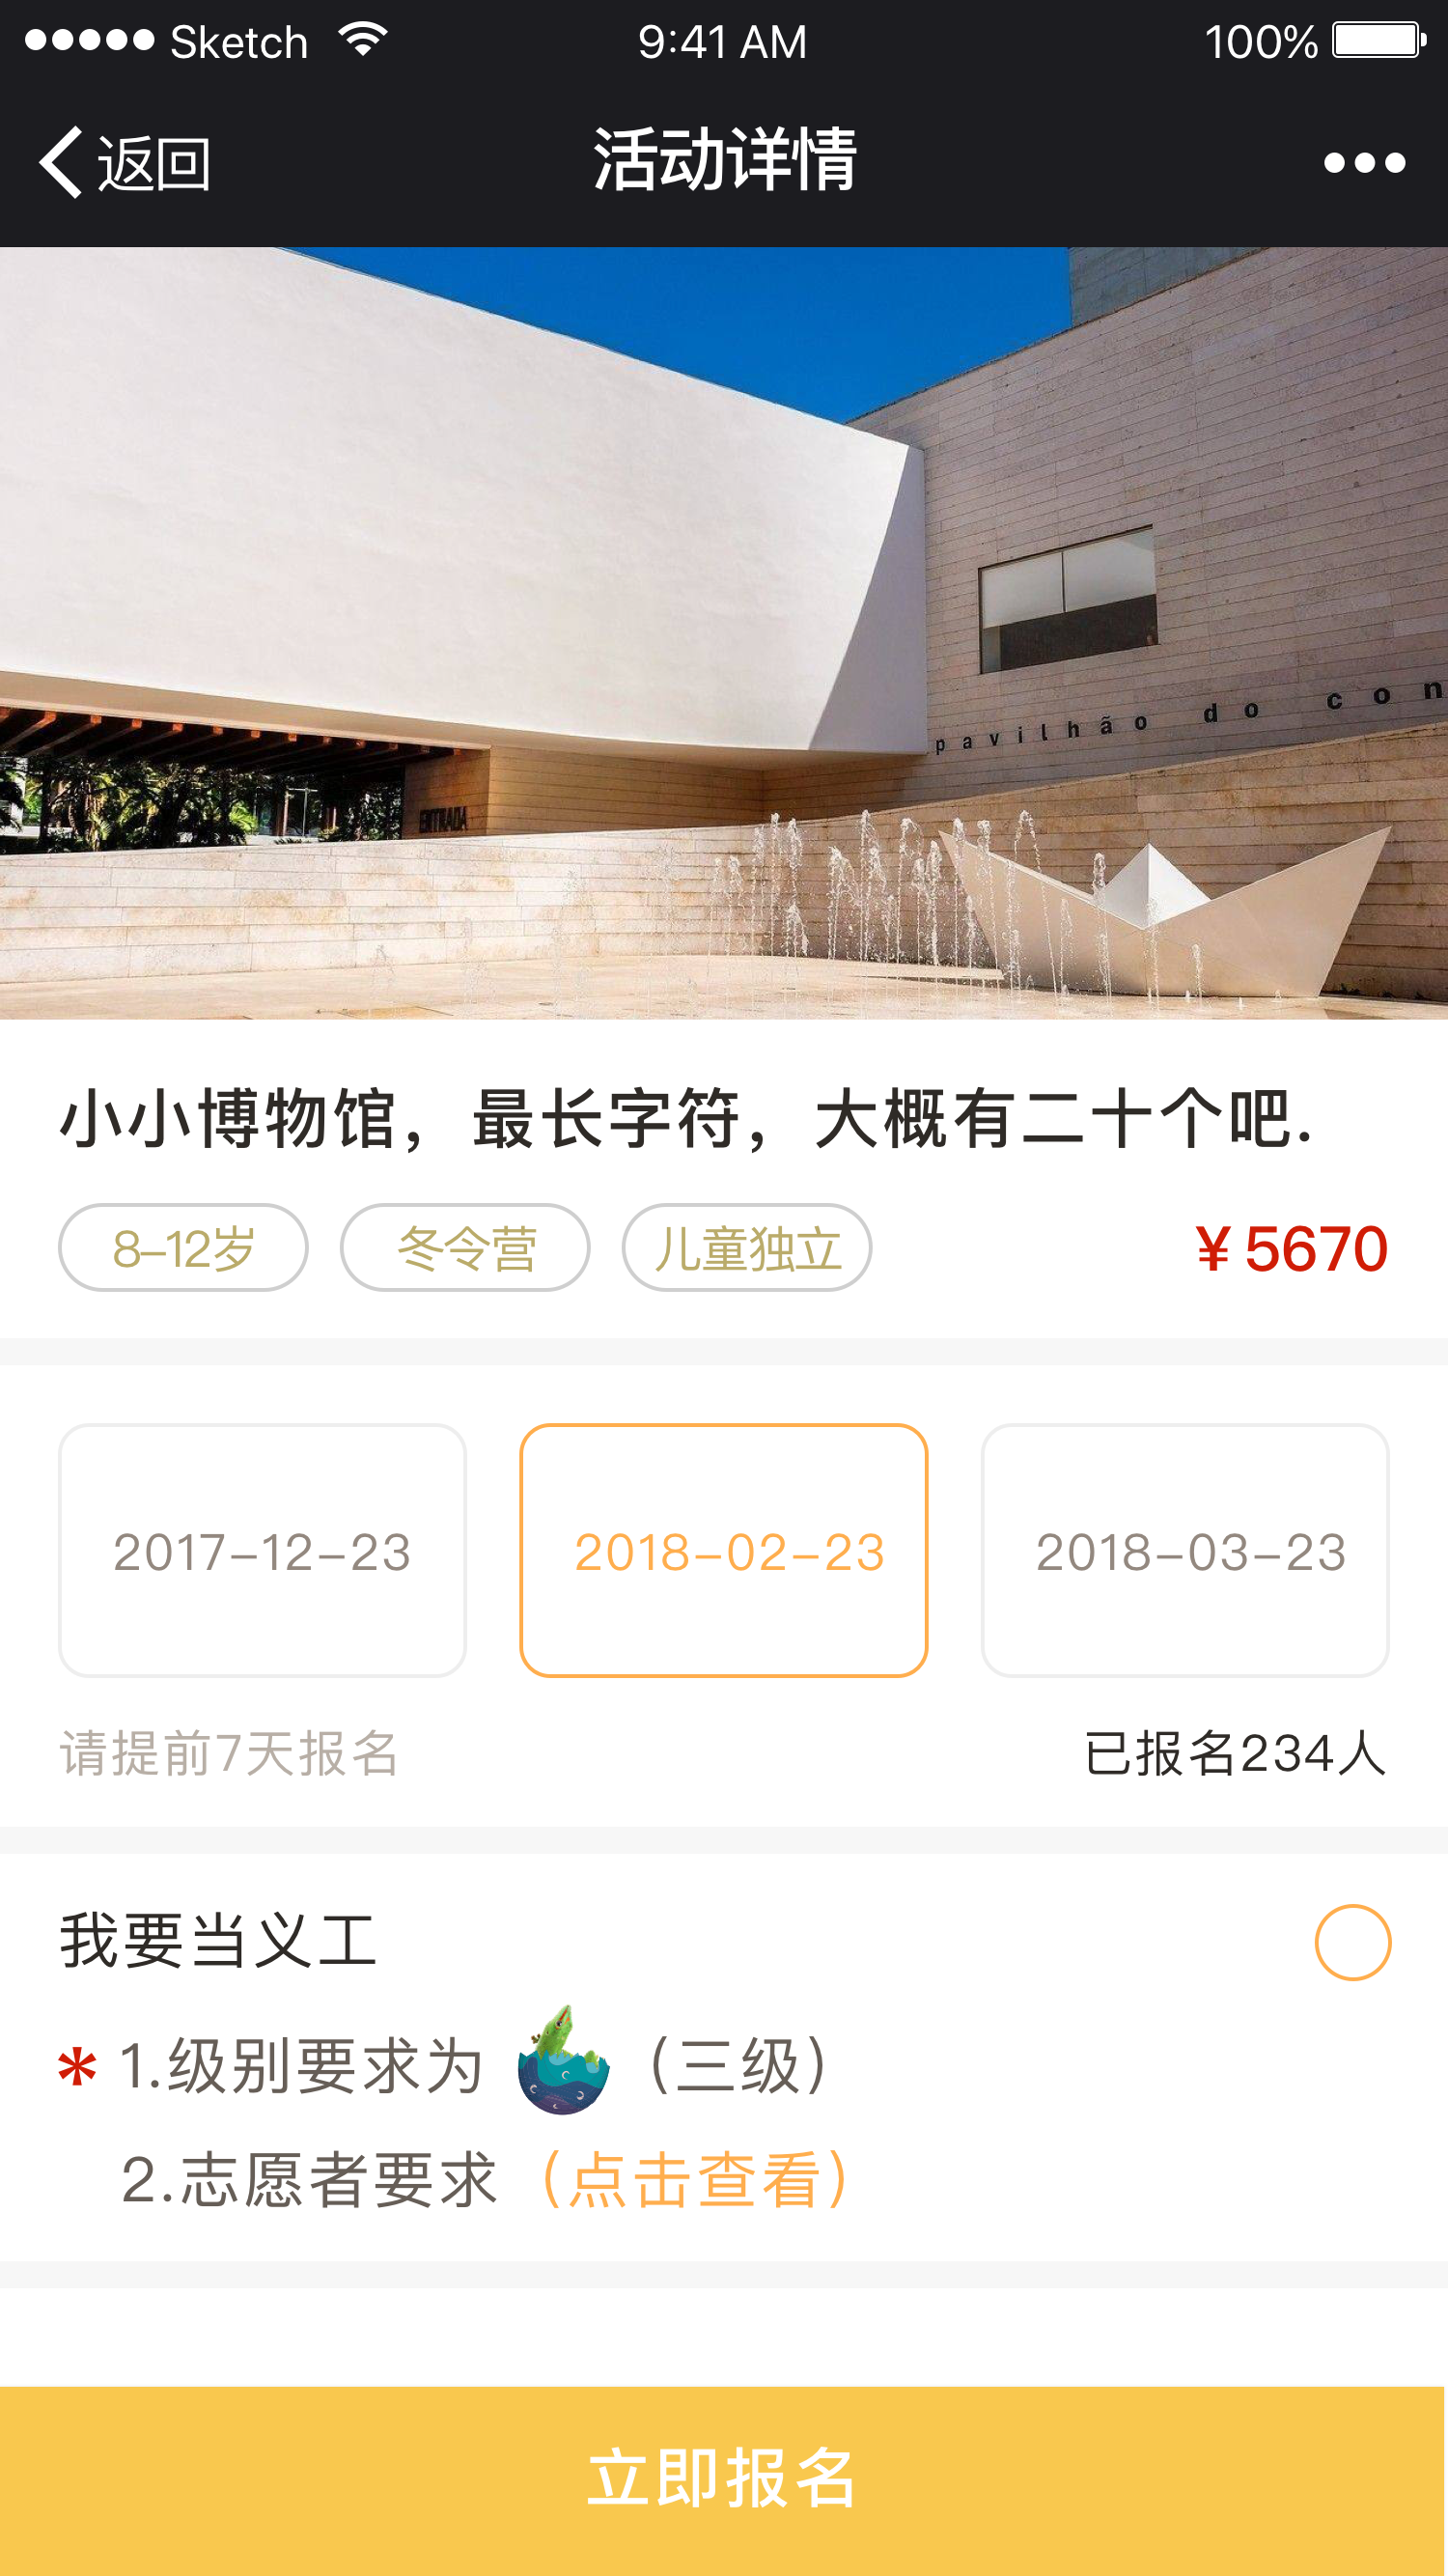 Sketch 9:41 AM 100%
返回 活动详情
pavilhão do con
ENTRADA
小小博物馆，最长字符，大概有二十个吧.
8-12岁 冬令营 儿童独立 ¥5670
2017-12-23 2018-02-23 2018-03-23
请提前7天报名 已报名234人
我要当义工
* 1.级别要求为（三级）
2.志愿者要求（点击查看）
立即报名